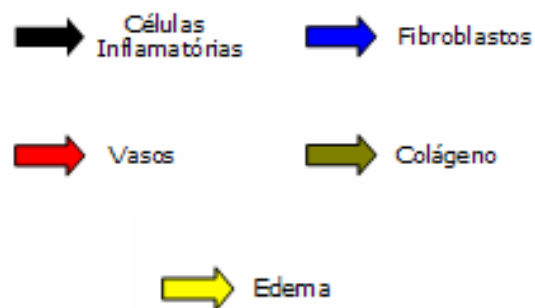 Células
Inflamatórias
Fibroblastos
Vasos
Colágeno
Edema